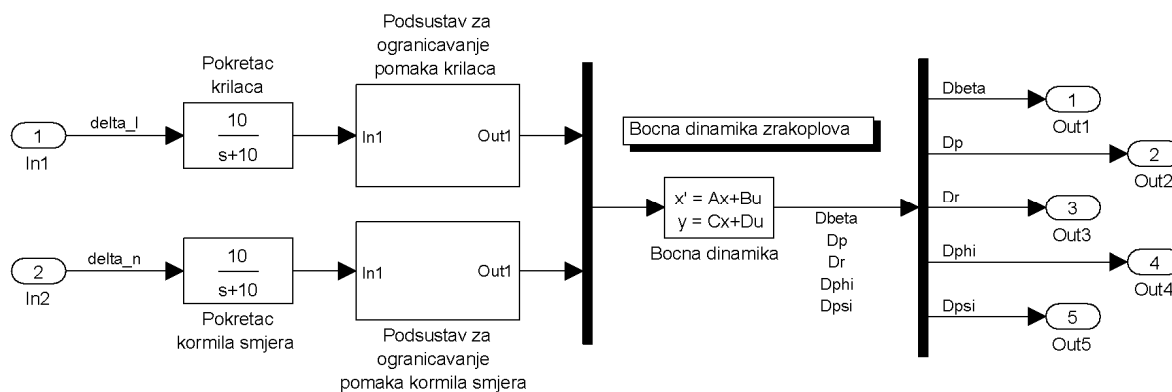 1
In1
delta_l
Pokretac
krilaca
10
s+10
Podsustav za
ogranicavanje
pomaka krilaca
In1
Out1
2
In2
delta_n
10
s+10
Pokretac
kormila smjera
In1
Out1
Podsustav za
ogranicavanje
pomaka kormila smjera
Bocna dinamika zrakoplova
x' = Ax+Bu
y = Cx+Du
Bocna dinamika
Dbeta
Dp
Dr
Dphi
Dpsi
Dbeta
1
Out1
Dp
2
Out2
Dr
3
Out3
Dphi
4
Out4
Dpsi
5
Out5